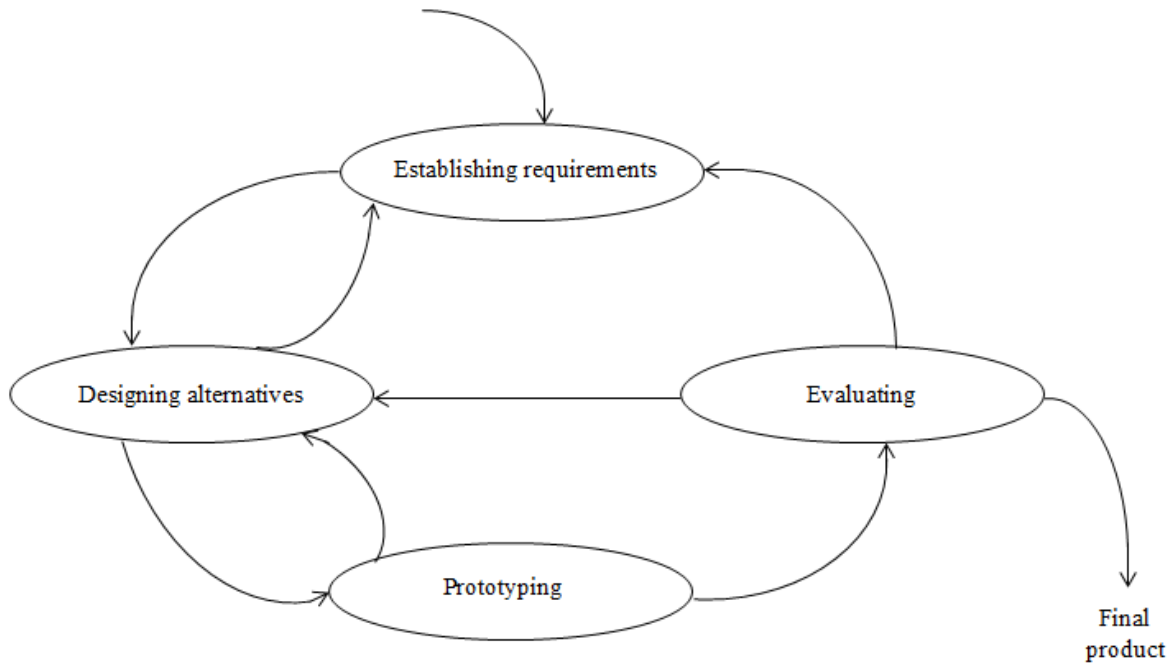 Establishing requirements
Designing alternatives
Evaluating
Prototyping
Final
product